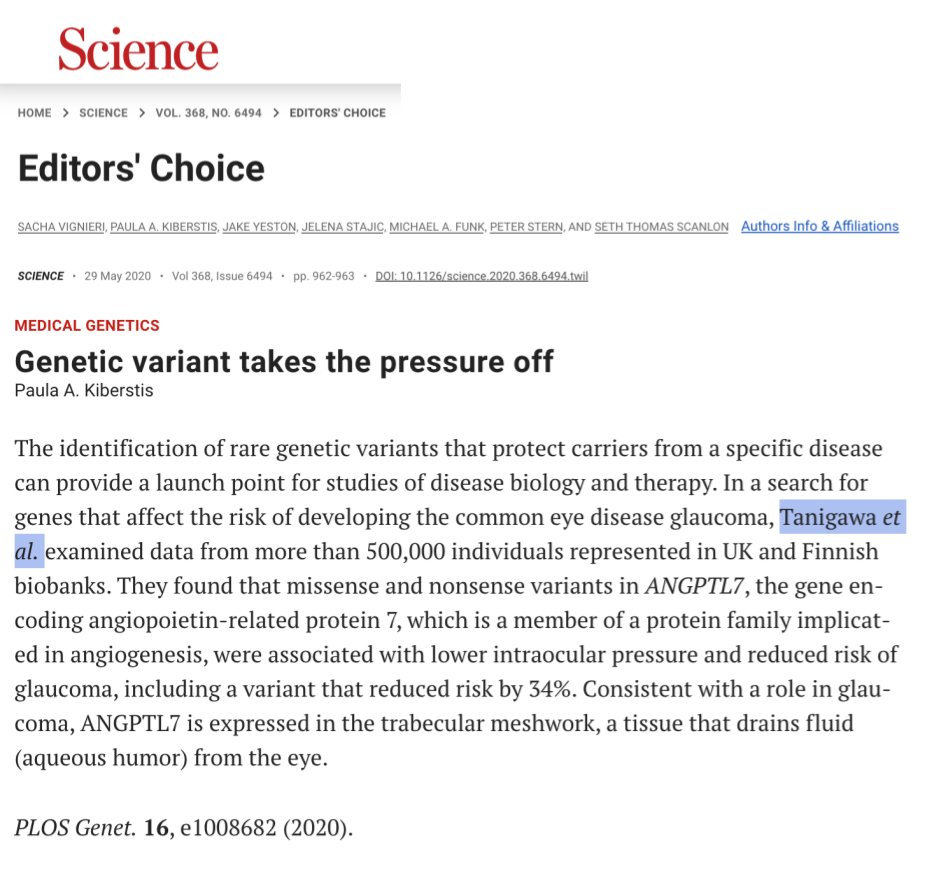 Science
HOME > SCIENCE > VOL. 368, NO. 6494 > EDITORS' CHOICE
Editors' Choice
SACHA VIGNIERI, PAULA A. KIBERSTIS, JAKE YESTON, JELENA STAJIC, MICHAEL A. FUNK, PETER STERN, AND SETH THOMAS SCANLON Authors Info & Affiliations
SCIENCE · 29 May 2020 · Vol 368, Issue 6494 · pp. 962-963 · DOI: 10.1126/science.2020.368.6494.twil
MEDICAL GENETICS
Genetic variant takes the pressure off
Paula A. Kiberstis
The identification of rare genetic variants that protect carriers from a specific disease
can provide a launch point for studies of disease biology and therapy. In a search for
genes that affect the risk of developing the common eye disease glaucoma, Tanigawa et
al. examined data from more than 500,000 individuals represented in UK and Finnish
biobanks. They found that missense and nonsense variants in ANGPTL7, the gene en-
coding angiopoietin-related protein 7, which is a member of a protein family implicat-
ed in angiogenesis, were associated with lower intraocular pressure and reduced risk of
glaucoma, including a variant that reduced risk by 34%. Consistent with a role in glau-
coma, ANGPTL7 is expressed in the trabecular meshwork, a tissue that drains fluid
(aqueous humor) from the eye.
PLOS Genet. 16, e1008682 (2020).